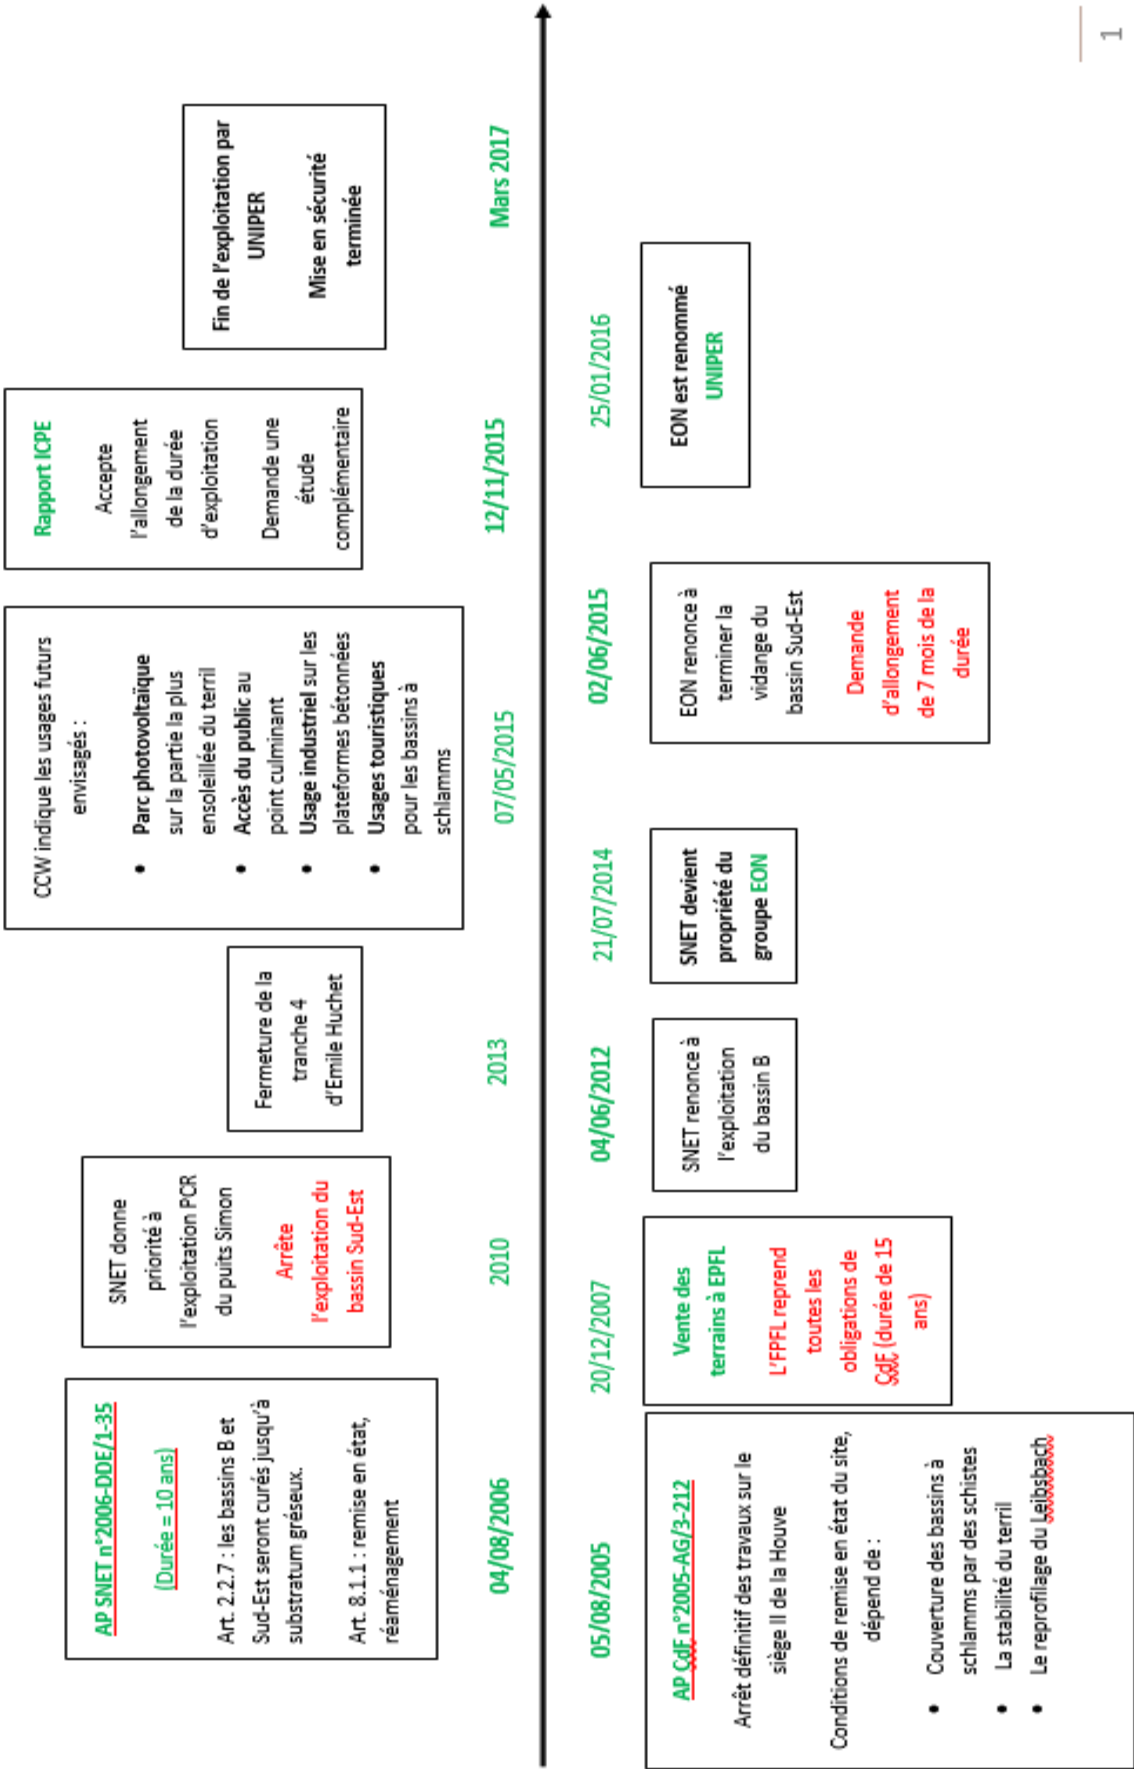 AP SNET n°2006-DDE/1-35
(Durée = 10 ans)
Art. 2.2.7 : les bassins B et
Sud-Est seront curés jusqu'à
substratum gréseux.
Art. 8.1.1 : remise en état,
réaménagement
04/08/2006
SNET donne
priorité à
l'exploitation PCR
du puits Simon
Arrête
l'exploitation du
bassin Sud-Est
2010
Fermeture de la
tranche 4
d'Emile Huchet
2013
CCW indique les usages futurs
envisagés :
• Parc photovoltaïque
sur la partie la plus
ensoleillée du terril
• Accès du public au
point culminant
• Usage industriel sur les
plateformes bétonnées
• Usages touristiques
pour les bassins à
schlamms
07/05/2015
Rapport ICPE
Accepte
l'allongement
de la durée
d'exploitation
Demande une
étude
complémentaire
12/11/2015
Fin de l'exploitation par
UNIPER
Mise en sécurité
terminée
Mars 2017
05/08/2005
AP CdF n°2005-AG/3-212
Arrêt définitif des travaux sur le
siège II de la Houve
Conditions de remise en état du site,
dépend de :
• Couverture des bassins à
schlamms par des schistes
• La stabilité du terril
• Le reprofilage du Leibsbach
20/12/2007
Vente des
terrains à EPFL
L'FPFL reprend
toutes les
obligations de
CdF (durée de 15
ans)
04/06/2012
SNET renonce à
l'exploitation
du bassin B
21/07/2014
SNET devient
propriété du
groupe EON
02/06/2015
EON renonce à
terminer la
vidange du
bassin Sud-Est
Demande
d'allongement
de 7 mois de la
durée
25/01/2016
EON est renommé
UNIPER
1